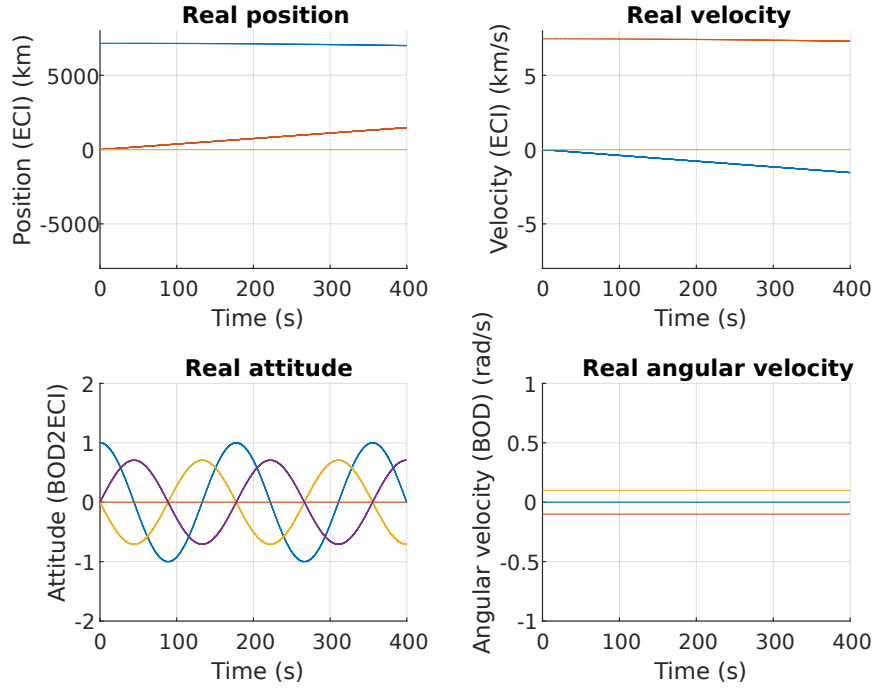 Real position
Position (ECI) (km)
5000
0
-5000
0 100 200 300 400
Time (s)
Real velocity
Velocity (ECI) (km/s)
5
0
-5
0 100 200 300 400
Time (s)
Real attitude
Attitude (BOD2ECI)
2
1
0
-1
-2
0 100 200 300 400
Time (s)
Real angular velocity
Angular velocity (BOD) (rad/s)
1
0.5
0
-0.5
-1
0 100 200 300 400
Time (s)